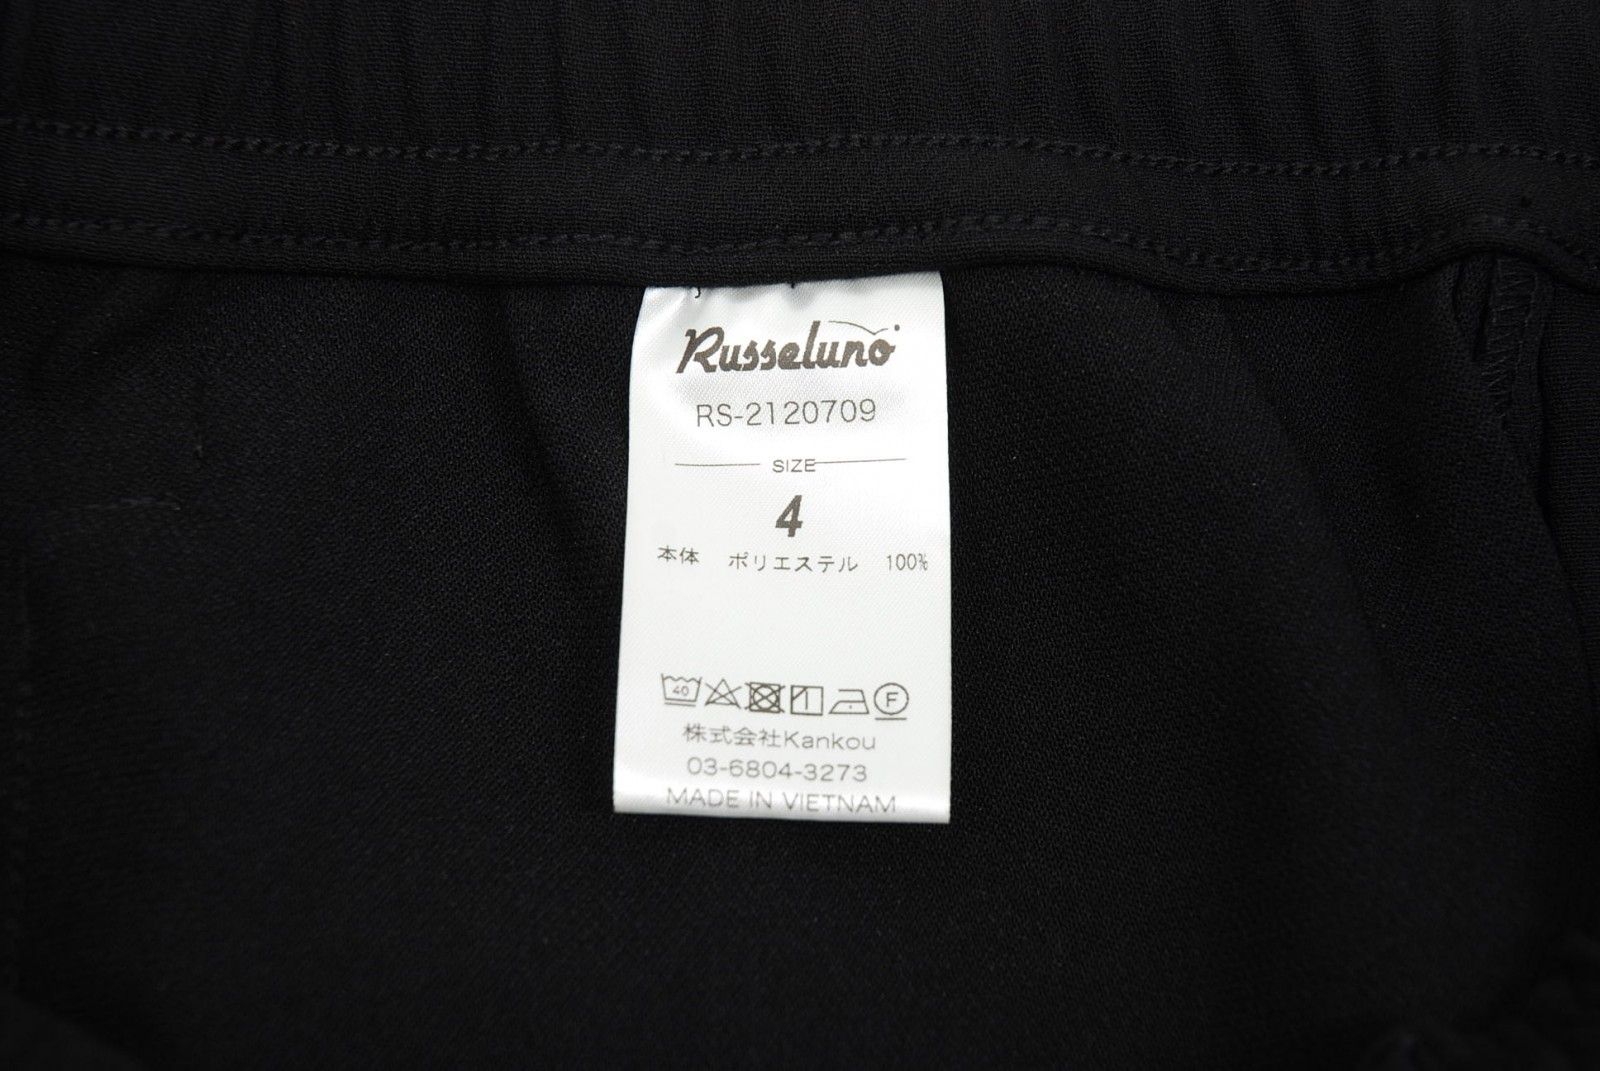 Russeluno
RS-2120709
SIZE
4
本体 ポリエステル 100%
40
F
株式会社Kankou
03-6804-3273
MADE IN VIETNAM